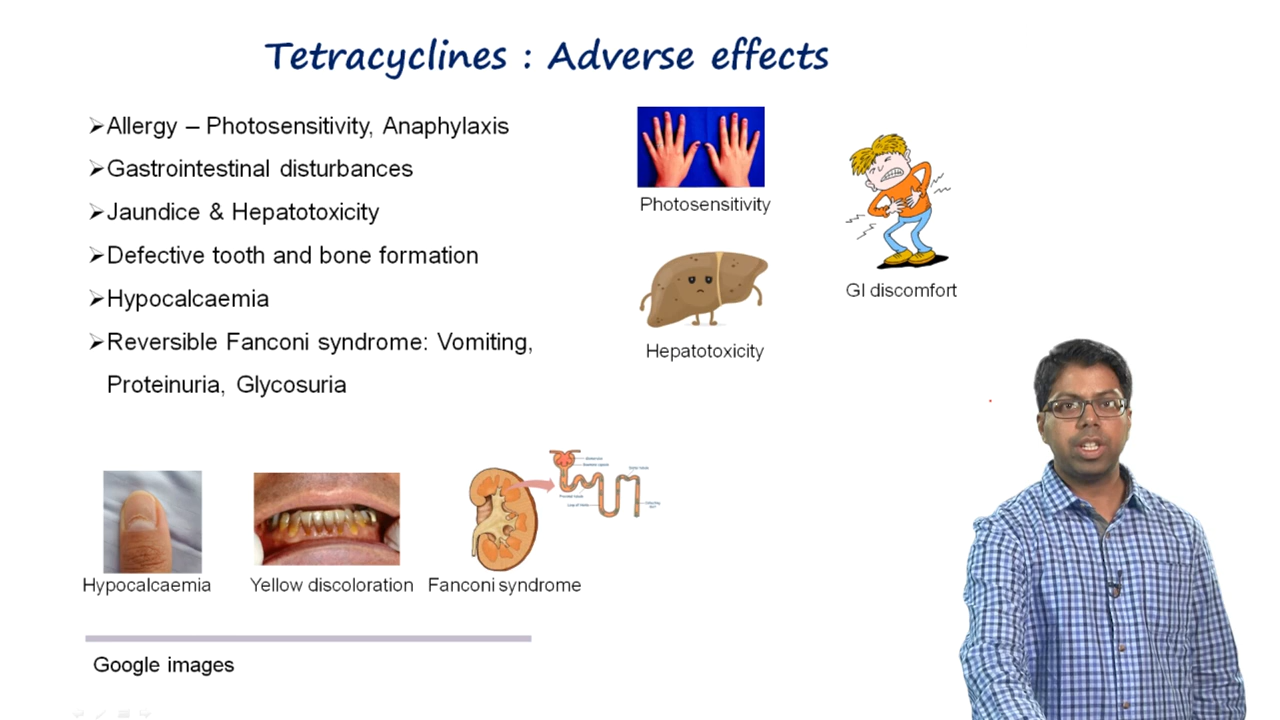 Tetracyclines : Adverse effects
➢Allergy – Photosensitivity, Anaphylaxis
➢Gastrointestinal disturbances
➢Jaundice & Hepatotoxicity
➢Defective tooth and bone formation
➢Hypocalcaemia
➢Reversible Fanconi syndrome: Vomiting,
Proteinuria, Glycosuria
Photosensitivity
GI discomfort
Hepatotoxicity
Hypocalcaemia
Yellow discoloration
Fanconi syndrome
Google images